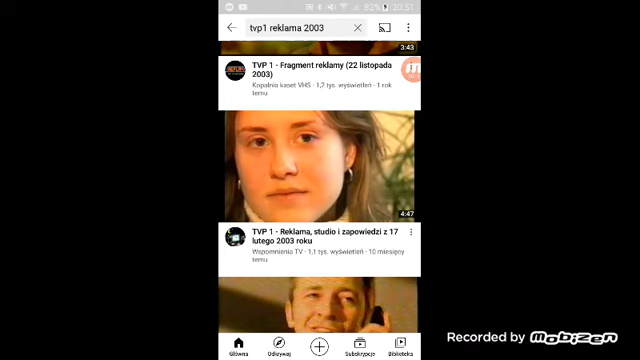 82% 20:51
tvp1 reklama 2003
3:43
TVP 1 - Fragment reklamy (22 listopada
2003)
Kopalnia kaset VHS · 1,2 tys. wyświetleń · 1 rok
temu
4:47
TVP 1 - Reklama, studio i zapowiedzi z 17
lutego 2003 roku
Wspomnienia TV · 1,1 tys. wyświetleń · 10 miesięcy
temu
Główna
Odkrywaj
Subskrypcje
Biblioteka
Recorded by Mobizen